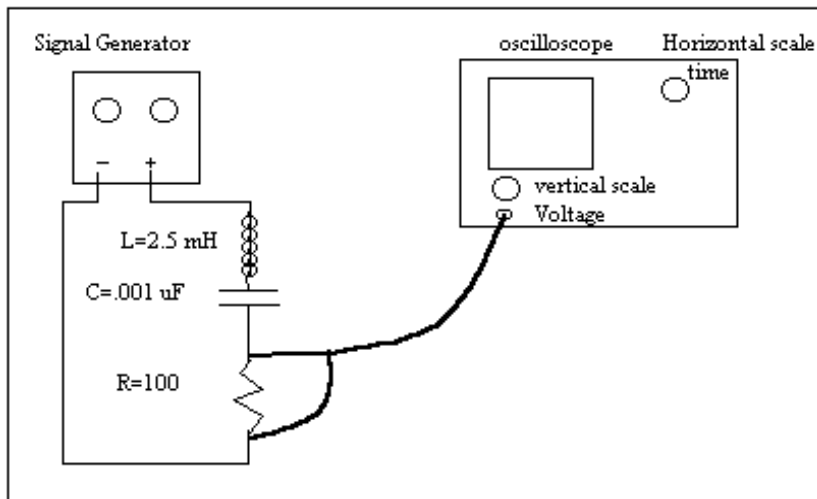 Signal Generator
oscilloscope
Horizontal scale
time
− +
vertical scale
Voltage
L=2.5 mH
C=.001 uF
R=100